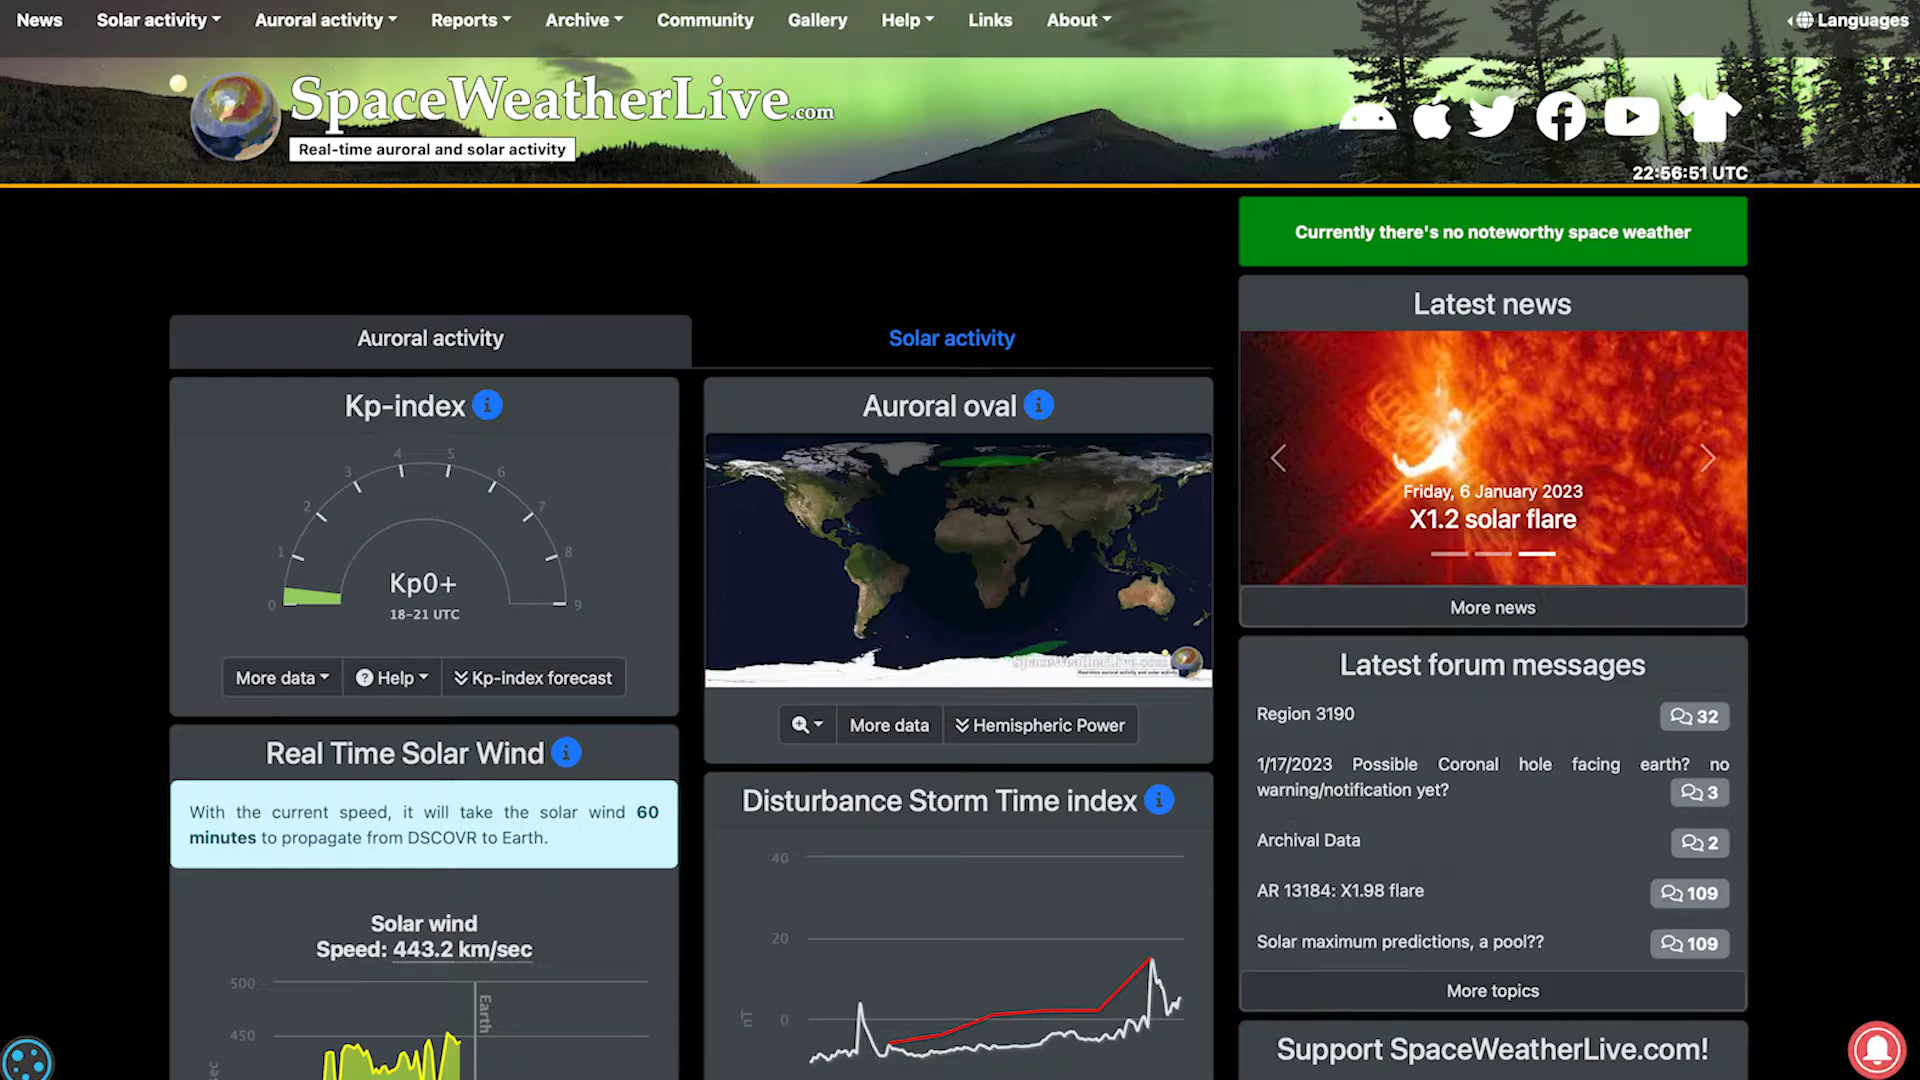 News Solar activity Auroral activity Reports Archive Community Gallery Help Links About Languages
SpaceWeatherLive.com
Real-time auroral and solar activity
22:56:51 UTC
Currently there's no noteworthy space weather
Auroral activity
Solar activity
Kp-index
0 1 2 3 4 5 6 7 8 9
Kp0+
18-21 UTC
More data Help Kp-index forecast
Real Time Solar Wind
With the current speed, it will take the solar wind 60
minutes to propagate from DSCOVR to Earth.
Solar wind
Speed: 443.2 km/sec
500
450
Earth
Auroral oval
SpaceWeatherLive.com
Real-time auroral and solar activity
More data Hemispheric Power
Disturbance Storm Time index
40
20
0
nT
Latest news
Friday, 6 January 2023
X1.2 solar flare
More news
Latest forum messages
Region 3190 32
1/17/2023 Possible Coronal hole facing earth? no
warning/notification yet? 3
Archival Data 2
AR 13184: X1.98 flare 109
Solar maximum predictions, a pool?? 109
More topics
Support SpaceWeatherLive.com!